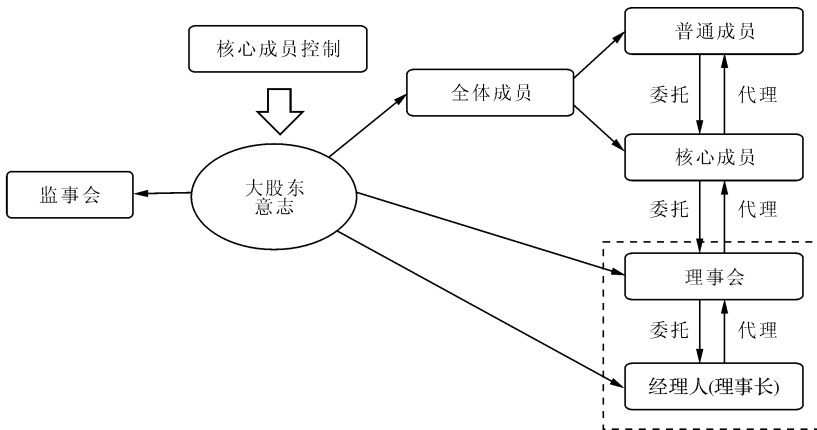 核心成员控制
普通成员
全体成员
委托
代理
核心成员
监事会
大股东
意志
委托
代理
理事会
委托
代理
经理人(理事长)